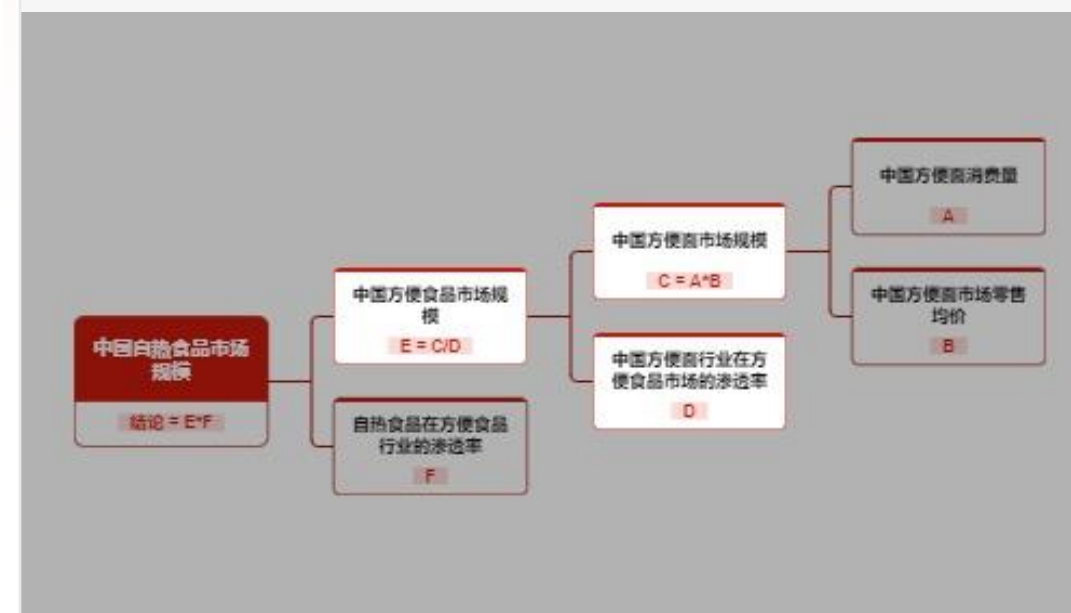 中国自热食品市场
规模
结论 = E*F
中国方便食品市场规
模
E = C/D
自热食品在方便食品
行业的渗透率
F
中国方便面市场规模
C = A*B
中国方便面行业在方
便食品市场的渗透率
D
中国方便面消费量
A
中国方便面市场零售
均价
B